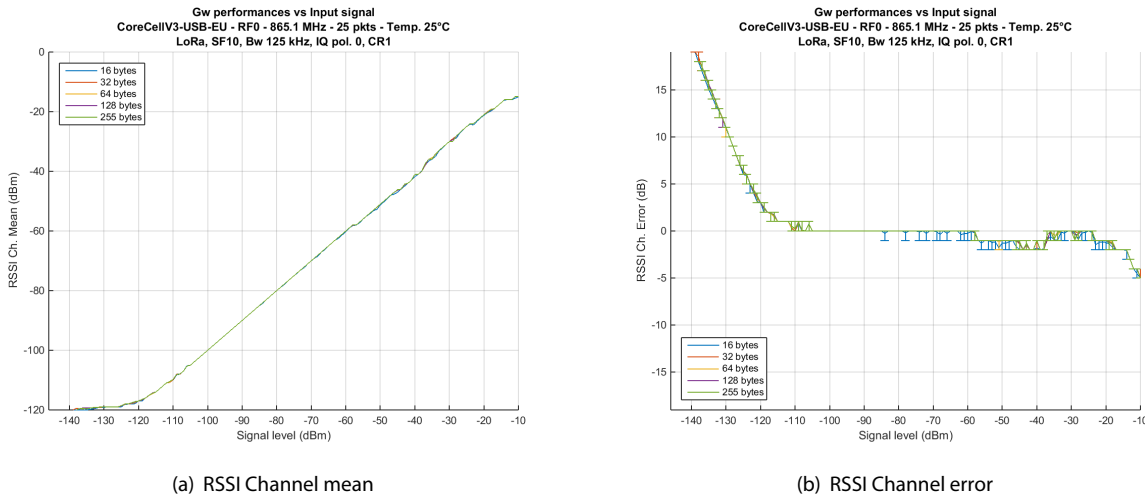 Gw performances vs Input signal
CoreCellV3-USB-EU - RF0 - 865.1 MHz - 25 pkts - Temp. 25°C
LoRa, SF10, Bw 125 kHz, IQ pol. 0, CR1
0
-20
-40
-60
-80
-100
-120
RSSI Ch. Mean (dBm)
16 bytes
32 bytes
64 bytes
128 bytes
255 bytes
-140 -130 -120 -110 -100 -90 -80 -70 -60 -50 -40 -30 -20 -10
Signal level (dBm)
(a) RSSI Channel mean
Gw performances vs Input signal
CoreCellV3-USB-EU - RF0 - 865.1 MHz - 25 pkts - Temp. 25°C
LoRa, SF10, Bw 125 kHz, IQ pol. 0, CR1
15
10
5
0
-5
-10
-15
RSSI Ch. Error (dB)
16 bytes
32 bytes
64 bytes
128 bytes
255 bytes
-140 -130 -120 -110 -100 -90 -80 -70 -60 -50 -40 -30 -20 -10
Signal level (dBm)
(b) RSSI Channel error